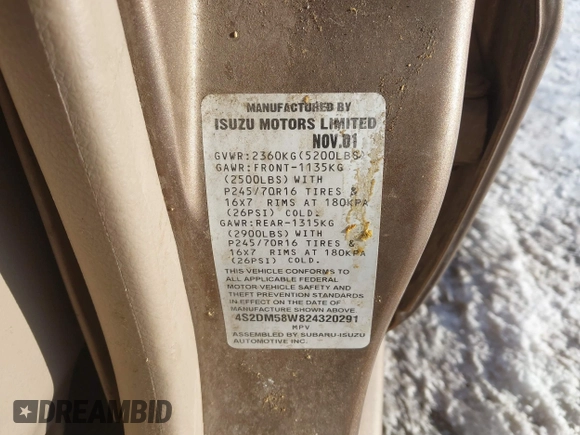 MANUFACTURED BY
ISUZU MOTORS LIMITED
NOV.01
GVWR:2360KG(5200LBS)
GAWR:FRONT-1135KG
(2500LBS) WITH
P245/70R16 TIRES &
16X7 RIMS AT 180KPA
(26PSI) COLD.
GAWR:REAR-1315KG
(2900LBS) WITH
P245/70R16 TIRES &
16X7 RIMS AT 180KPA
(26PSI) COLD.
THIS VEHICLE CONFORMS TO
ALL APPLICABLE FEDERAL
MOTOR VEHICLE SAFETY AND
THEFT PREVENTION STANDARDS
IN EFFECT ON THE DATE OF
MANUFACTURE SHOWN ABOVE
4S2DM58W824320291
MPV
ASSEMBLED BY SUBARU-ISUZU
AUTOMOTIVE INC.
DREAMBID